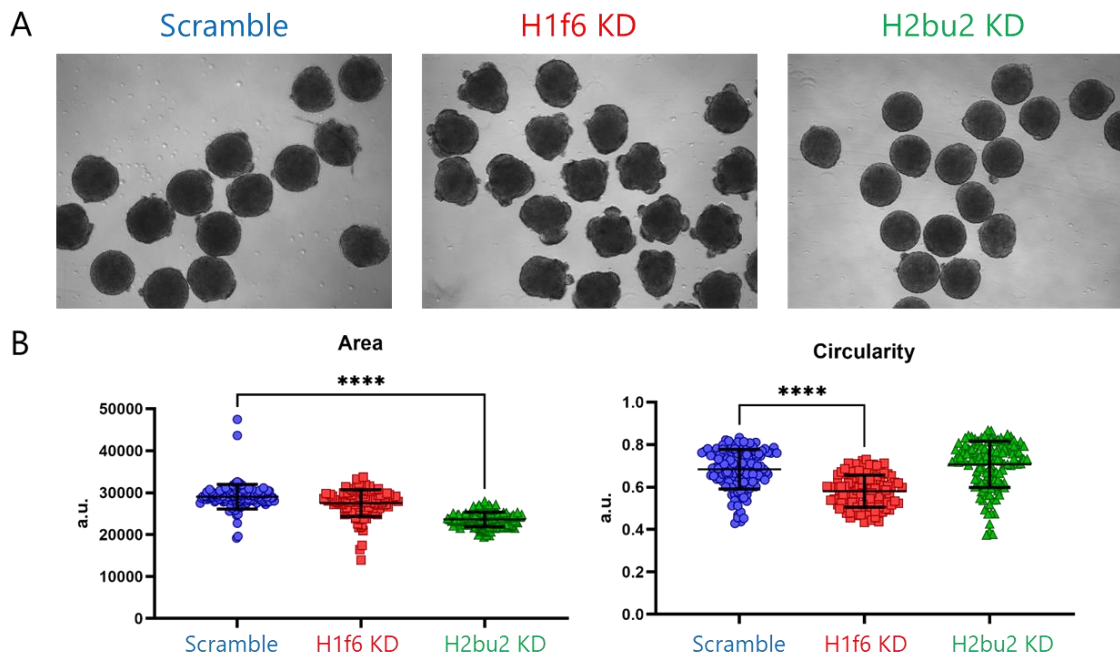 A
Scramble
H1f6 KD
H2bu2 KD
B
Area
****
50000
40000
30000
20000
10000
0
a.u.
Scramble
H1f6 KD
H2bu2 KD
Circularity
****
1.0
0.8
0.6
0.4
0.2
0.0
a.u.
Scramble
H1f6 KD
H2bu2 KD